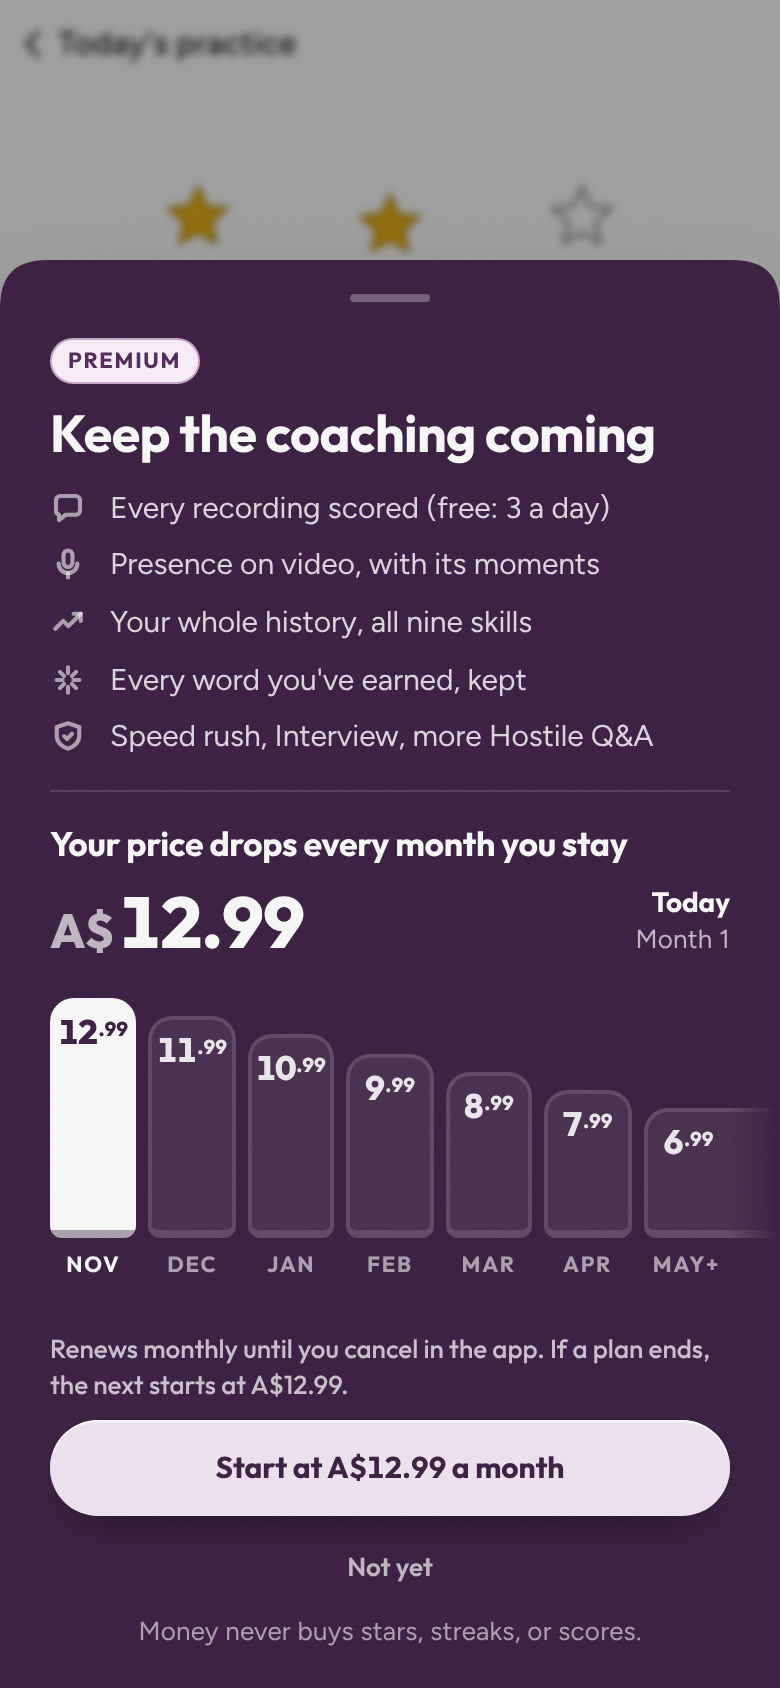 Today's practice
PREMIUM
Keep the coaching coming
Every recording scored (free: 3 a day)
Presence on video, with its moments
Your whole history, all nine skills
Every word you've earned, kept
Speed rush, Interview, more Hostile Q&A
Your price drops every month you stay
A$12.99
Today
Month 1
12.99
11.99
10.99
9.99
8.99
7.99
6.99
NOV
DEC
JAN
FEB
MAR
APR
MAY+
Renews monthly until you cancel in the app. If a plan ends,
the next starts at A$12.99.
Start at A$12.99 a month
Not yet
Money never buys stars, streaks, or scores.